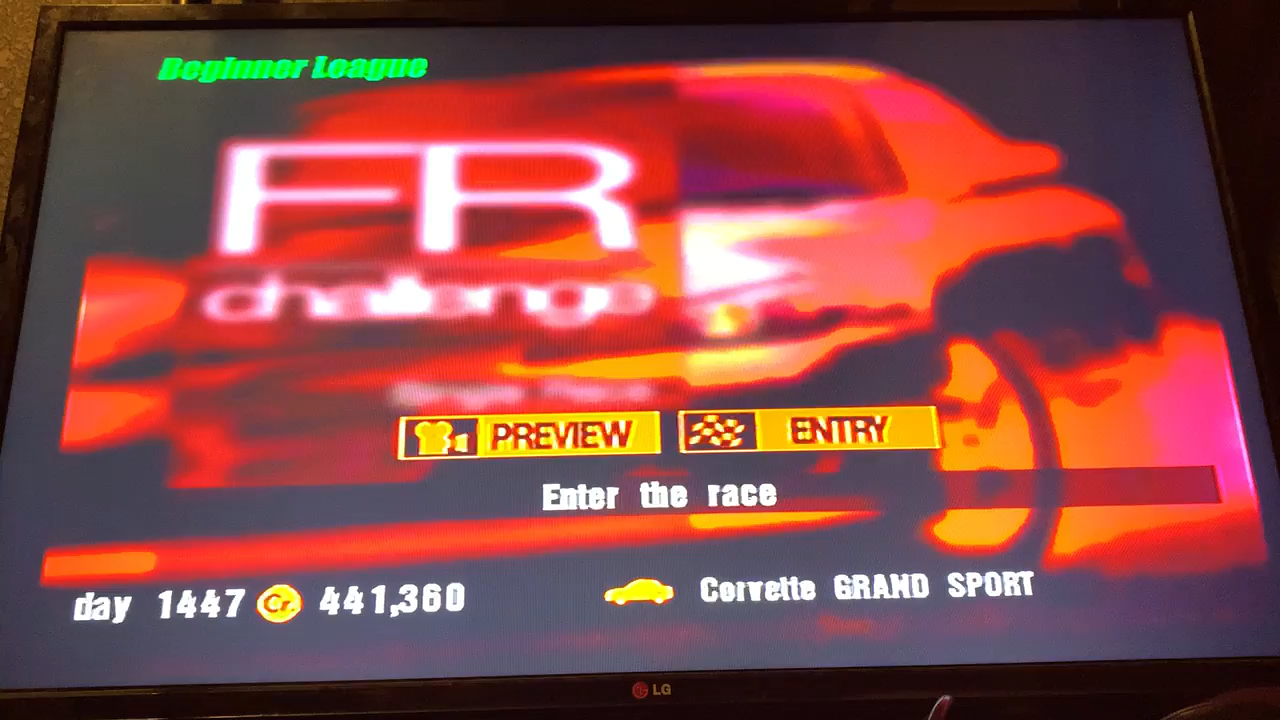 Beginner League
FR
challenge
PREVIEW
ENTRY
Enter the race
day 1447 Cr. 441,360
Corvette GRAND SPORT
LG